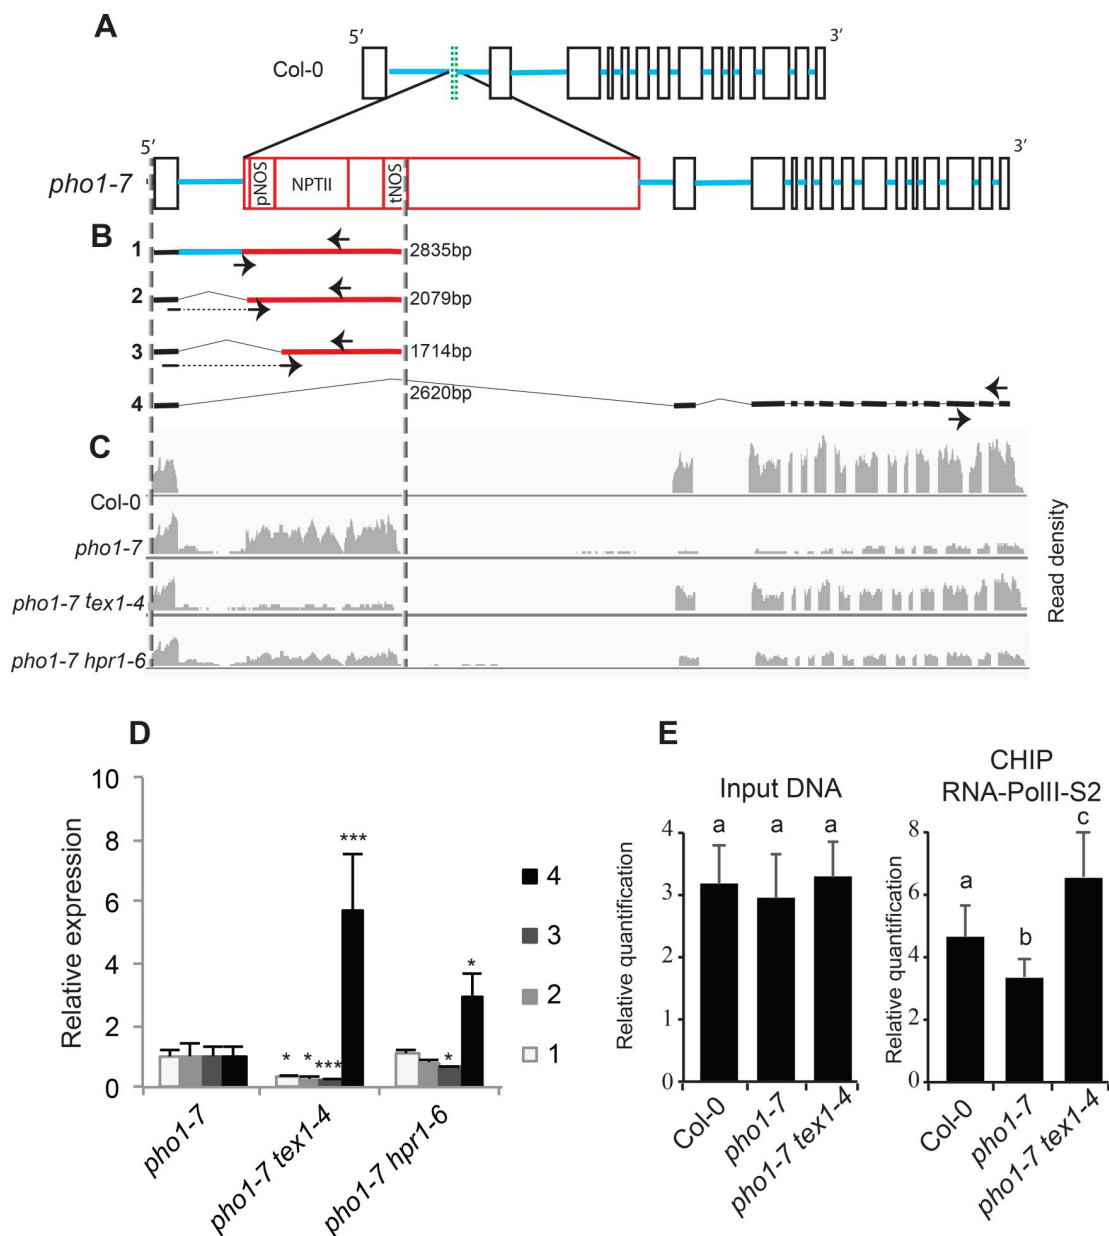 A
5’ 3’
Col-0
5’ 3’
pho1-7 pNOS NPTII tNOS
B
1 2835bp
2 2079bp
3 1714bp
4 2620bp
C
Col-0
pho1-7
pho1-7 tex1-4
pho1-7 hpr1-6
Read density
D
Relative expression
10
8
6
4
2
0
*
*
***
***
*
*
4
3
2
1
pho1-7
pho1-7 tex1-4
pho1-7 hpr1-6
E
Input DNA
Relative quantification
4
3
2
1
0
a a a
Col-0
pho1-7
pho1-7 tex1-4
CHIP
RNA-PolII-S2
Relative quantification
8
6
4
2
0
a b c
Col-0
pho1-7
pho1-7 tex1-4